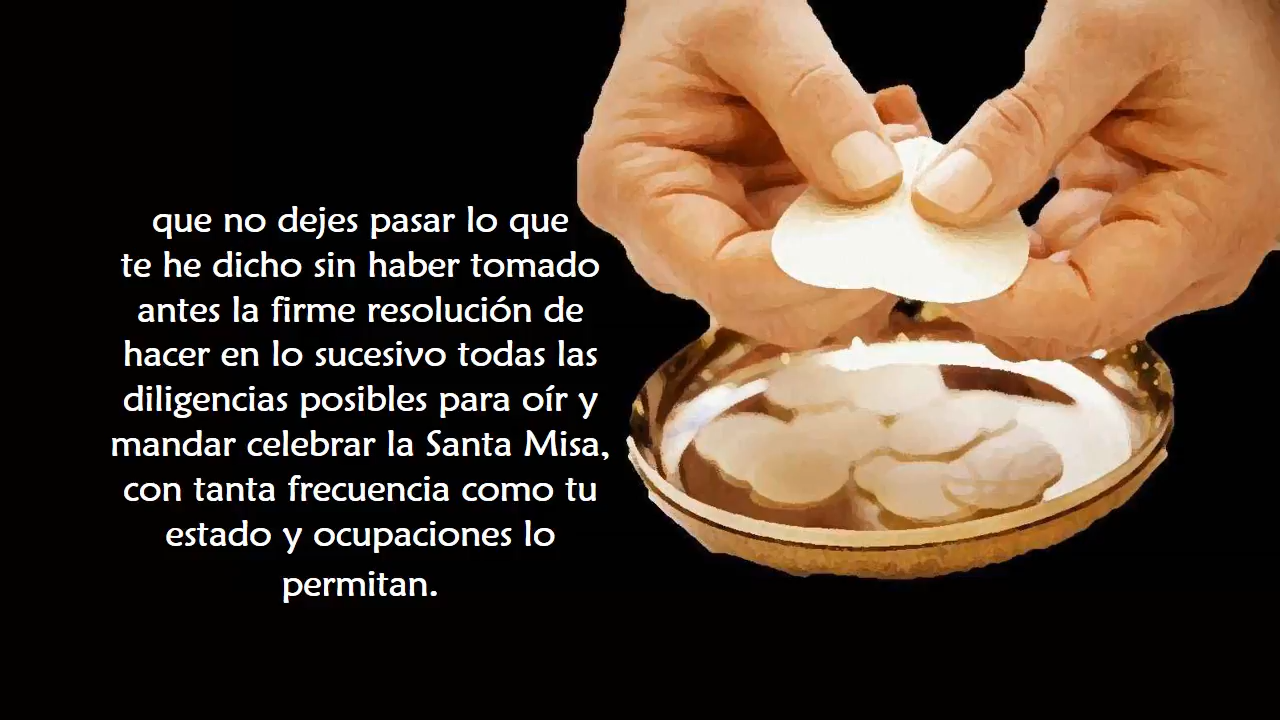 que no dejes pasar lo que
te he dicho sin haber tomado
antes la firme resolución de
hacer en lo sucesivo todas las
diligencias posibles para oír y
mandar celebrar la Santa Misa,
con tanta frecuencia como tu
estado y ocupaciones lo
permitan.